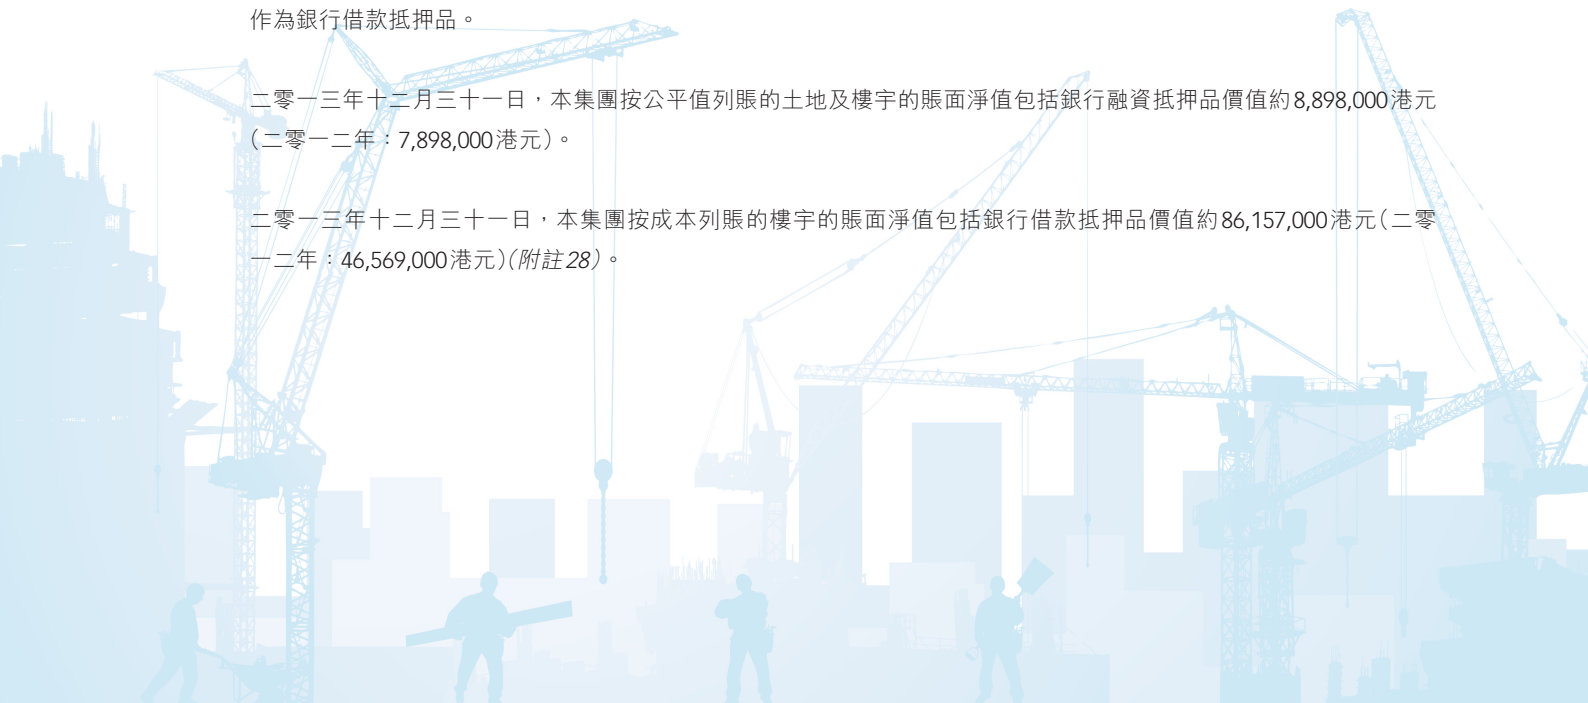 作為銀行借款抵押品。
二零一三年十二月三十一日，本集團按公平值列賬的土地及樓宇的賬面淨值包括銀行融資抵押品價值約8,898,000港元
（二零一二年：7,898,000港元）。
二零一三年十二月三十一日，本集團按成本列賬的樓宇的賬面淨值包括銀行借款抵押品價值約86,157,000港元（二零
一二年：46,569,000港元）（附註28）。